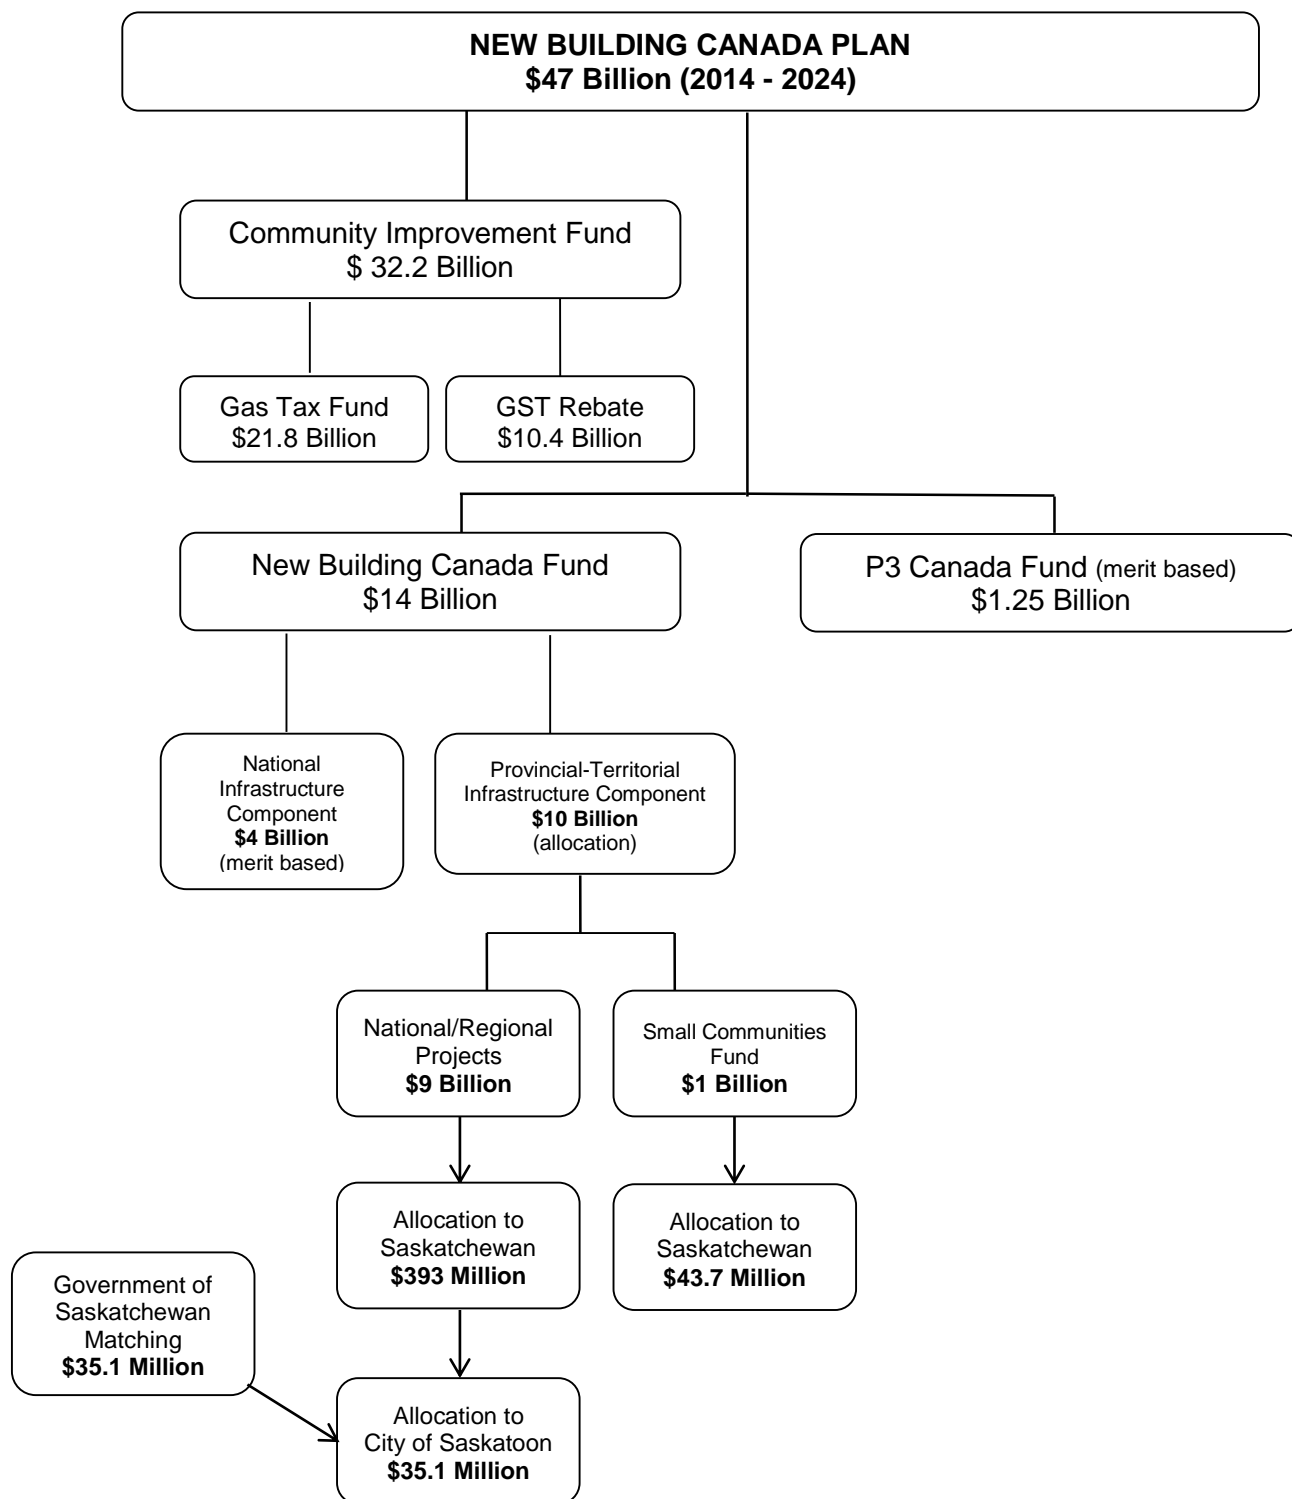 NEW BUILDING CANADA PLAN
$47 Billion (2014 - 2024)
Community Improvement Fund
$ 32.2 Billion
Gas Tax Fund
$21.8 Billion
GST Rebate
$10.4 Billion
New Building Canada Fund
$14 Billion
P3 Canada Fund (merit based)
$1.25 Billion
National
Infrastructure
Component
$4 Billion
(merit based)
Provincial-Territorial
Infrastructure Component
$10 Billion
(allocation)
National/Regional
Projects
$9 Billion
Small Communities
Fund
$1 Billion
Allocation to
Saskatchewan
$393 Million
Allocation to
Saskatchewan
$43.7 Million
Government of
Saskatchewan
Matching
$35.1 Million
Allocation to
City of Saskatoon
$35.1 Million